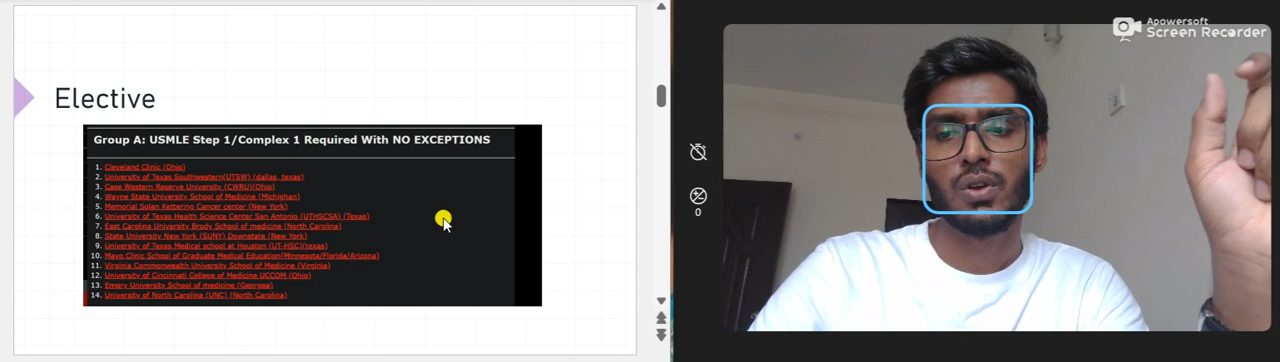 Elective
Group A: USMLE Step 1/Complex 1 Required With NO EXCEPTIONS
1. Cleveland Clinic (Ohio)
2. University of Texas Southwestern(UTSW) (dallas, texas)
3. Case Western Reserve University (CWRU)(Ohio)
4. Wayne State University School of Medicine (Michighan)
5. Memorial Solan Kettering Cancer center (New York)
6. University of Texas Health Science Center San Antonio (UTHSCSA) (Texas)
7. East Carolina University Brody School of medicine (North Carolina)
8. State University New York (SUNY) Downstate (New York)
9. University of Texas Medical school at Houston (UT-HSC)(texas)
10. Mayo Clinic School of Graduate Medical Education(Minnesota/Florida/Arizona)
11. Virginia Commonwealth University School of Medicine (Virginia)
12. University of Cincinnati College of Medicine UCCOM (Ohio)
13. Emory University School of medicine (Georgea)
14. University of North Carolina (UNC) (North Carolina)
0
Apowersoft
Screen Recorder